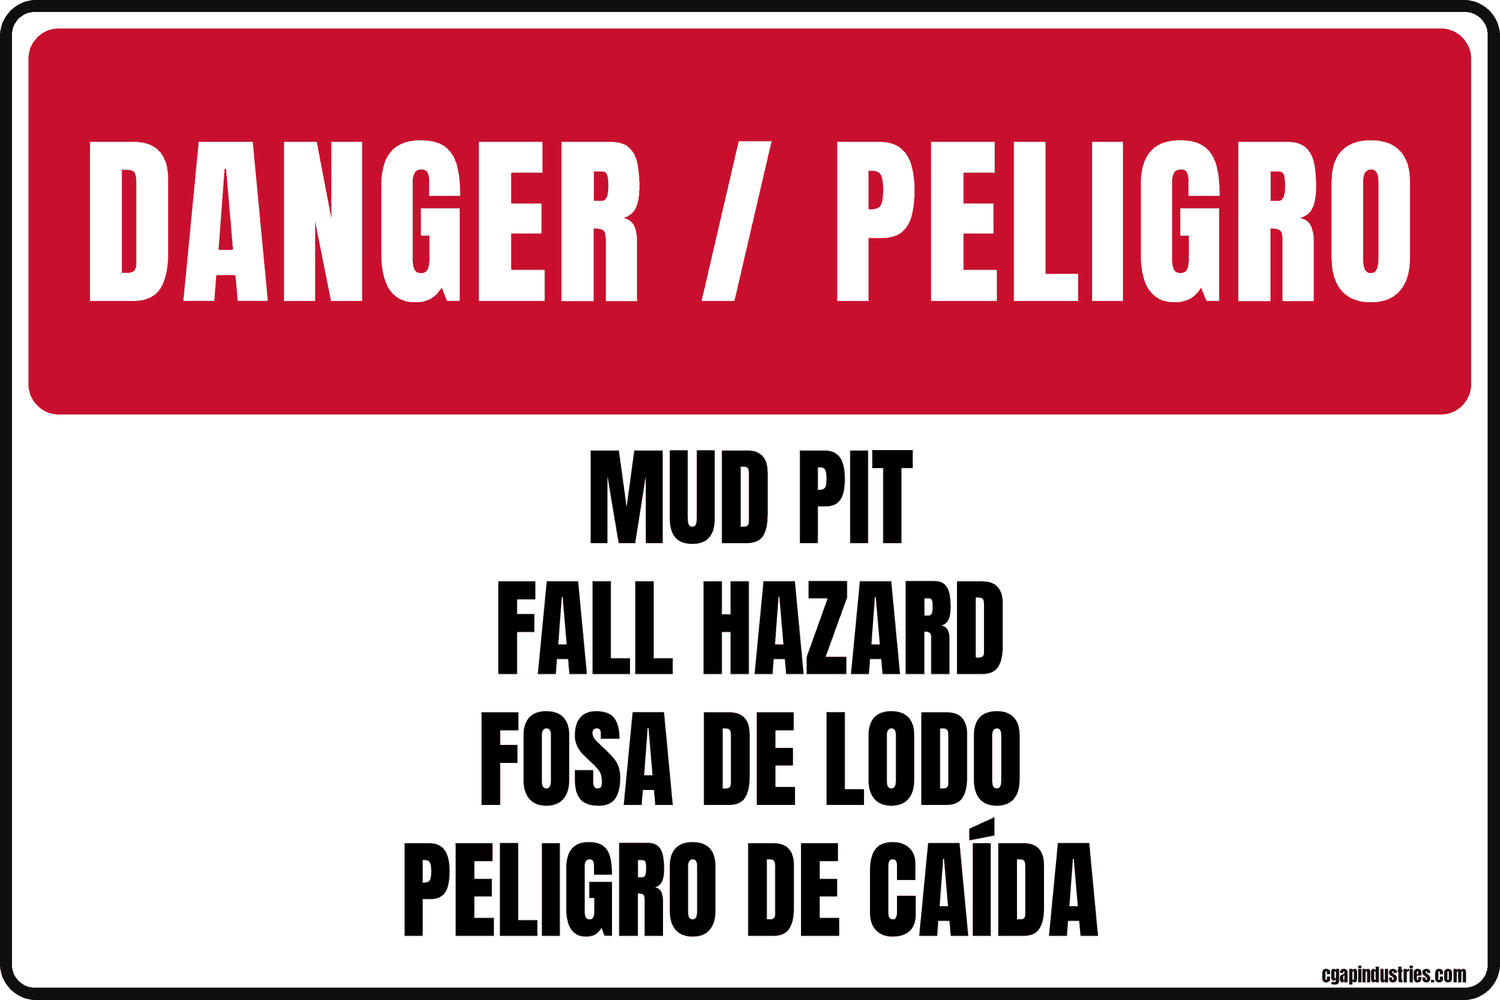 DANGER / PELIGRO
MUD PIT
FALL HAZARD
FOSA DE LODO
PELIGRO DE CAÍDA
cgapindustries.com